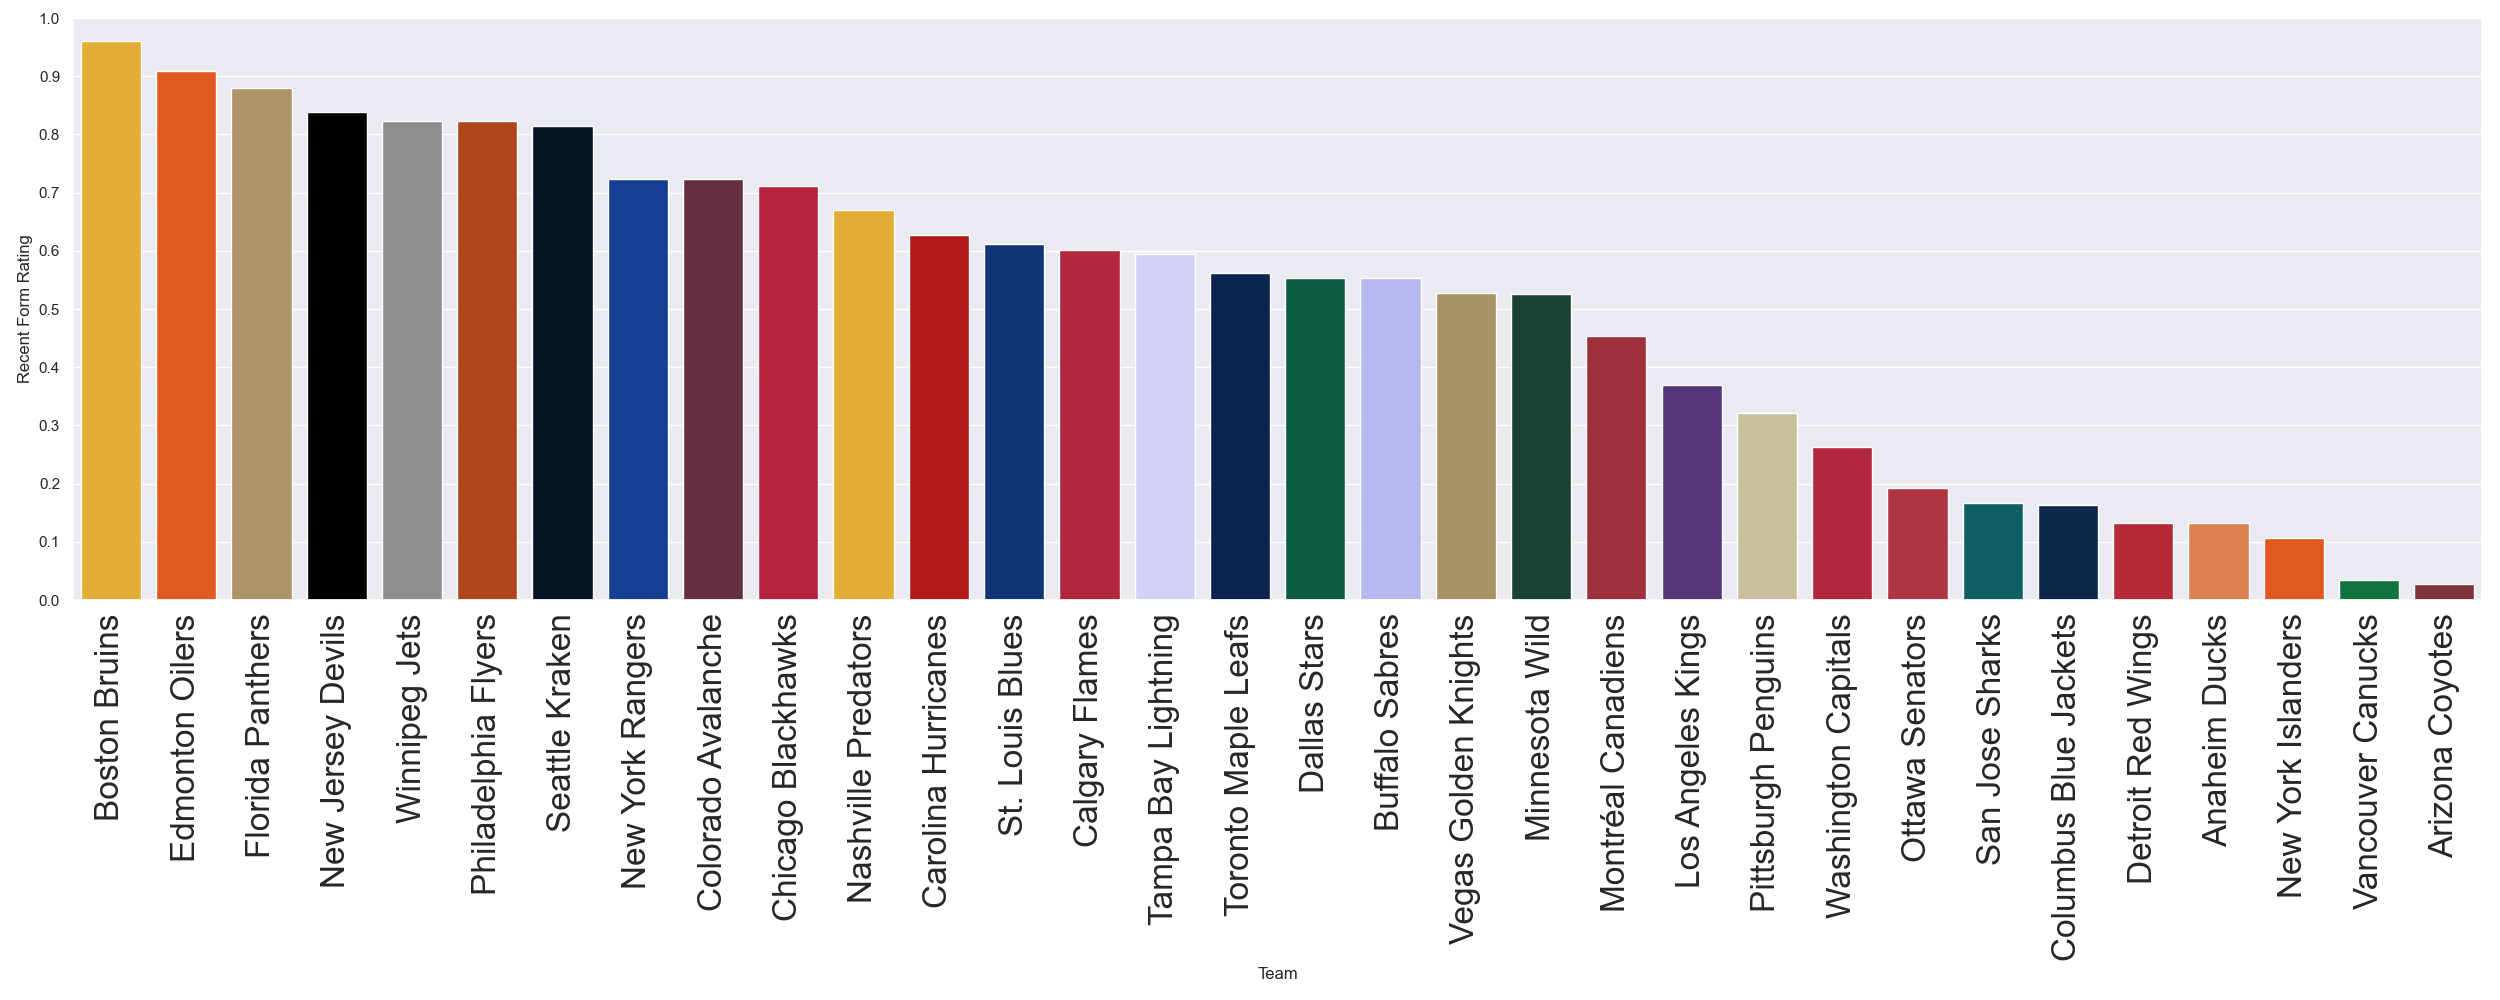 1.0
0.9
0.8
0.7
0.6
0.5
0.4
0.3
0.2
0.1
0.0
Recent Form Rating
Boston Bruins
Edmonton Oilers
Florida Panthers
New Jersey Devils
Winnipeg Jets
Philadelphia Flyers
Seattle Kraken
New York Rangers
Colorado Avalanche
Chicago Blackhawks
Nashville Predators
Carolina Hurricanes
St. Louis Blues
Calgary Flames
Tampa Bay Lightning
Toronto Maple Leafs
Dallas Stars
Buffalo Sabres
Vegas Golden Knights
Minnesota Wild
Montréal Canadiens
Los Angeles Kings
Pittsburgh Penguins
Washington Capitals
Ottawa Senators
San Jose Sharks
Columbus Blue Jackets
Detroit Red Wings
Anaheim Ducks
New York Islanders
Vancouver Canucks
Arizona Coyotes
Team